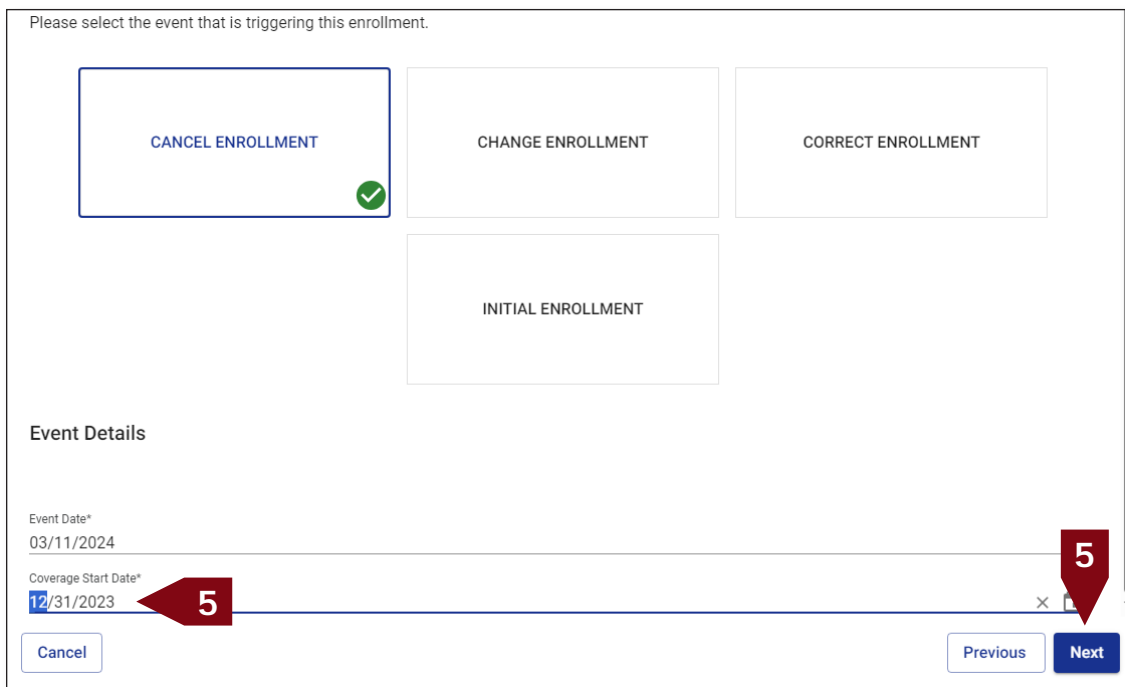 Please select the event that is triggering this enrollment.
CANCEL ENROLLMENT
CHANGE ENROLLMENT
CORRECT ENROLLMENT
INITIAL ENROLLMENT
Event Details
Event Date*
03/11/2024
Coverage Start Date*
12/31/2023
5
5
Cancel
Previous
Next